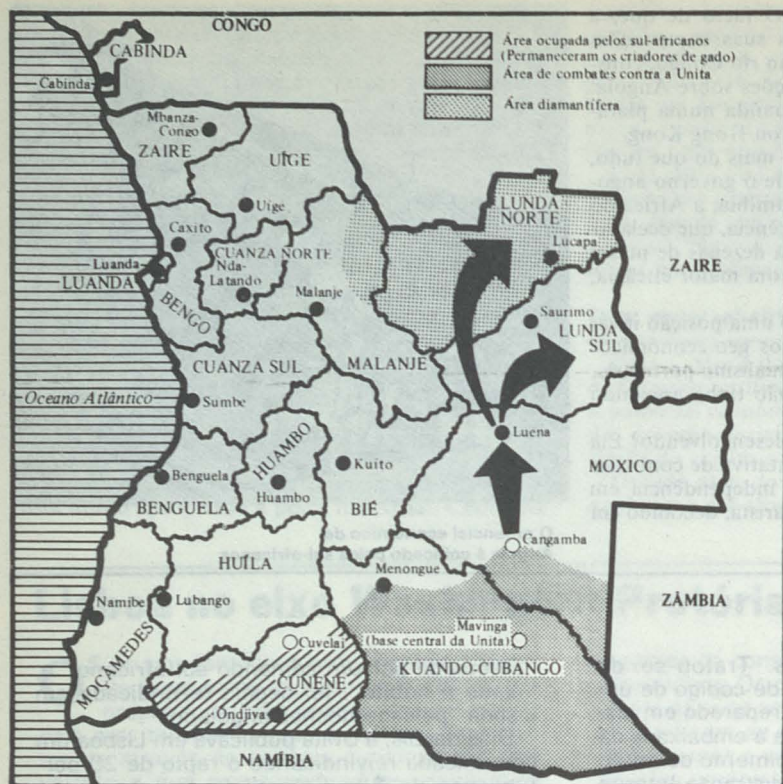 CONGO
CABINDA
Cabinda
Área ocupada pelos sul-africanos
(Permaneceram os criadores de gado)
Área de combates contra a Unita
Área diamantífera
Mbanza-
Congo
ZAIRE
UÍGE
Uíge
LUNDA
NORTE
Lucapa
ZAIRE
Caxito
CUANZA NORTE
Nda-
Latando
Luanda
LUANDA
BENGO
Malanje
Saurimo
LUNDA
SUL
CUANZA SUL
MALANJE
Oceano Atlântico
Sumbe
Luena
HUAMBO
Huambo
Kuito
MOXICO
Benguela
BENGUELA
BIÉ
Cangamba
HUÍLA
Menongue
ZÂMBIA
Namibe
Lubango
Mavinga
(base central da Unita)
MOÇAMEDES
Cuvelai
KUANDO-CUBANGO
CUNENE
Ondjiva
NAMÍBIA